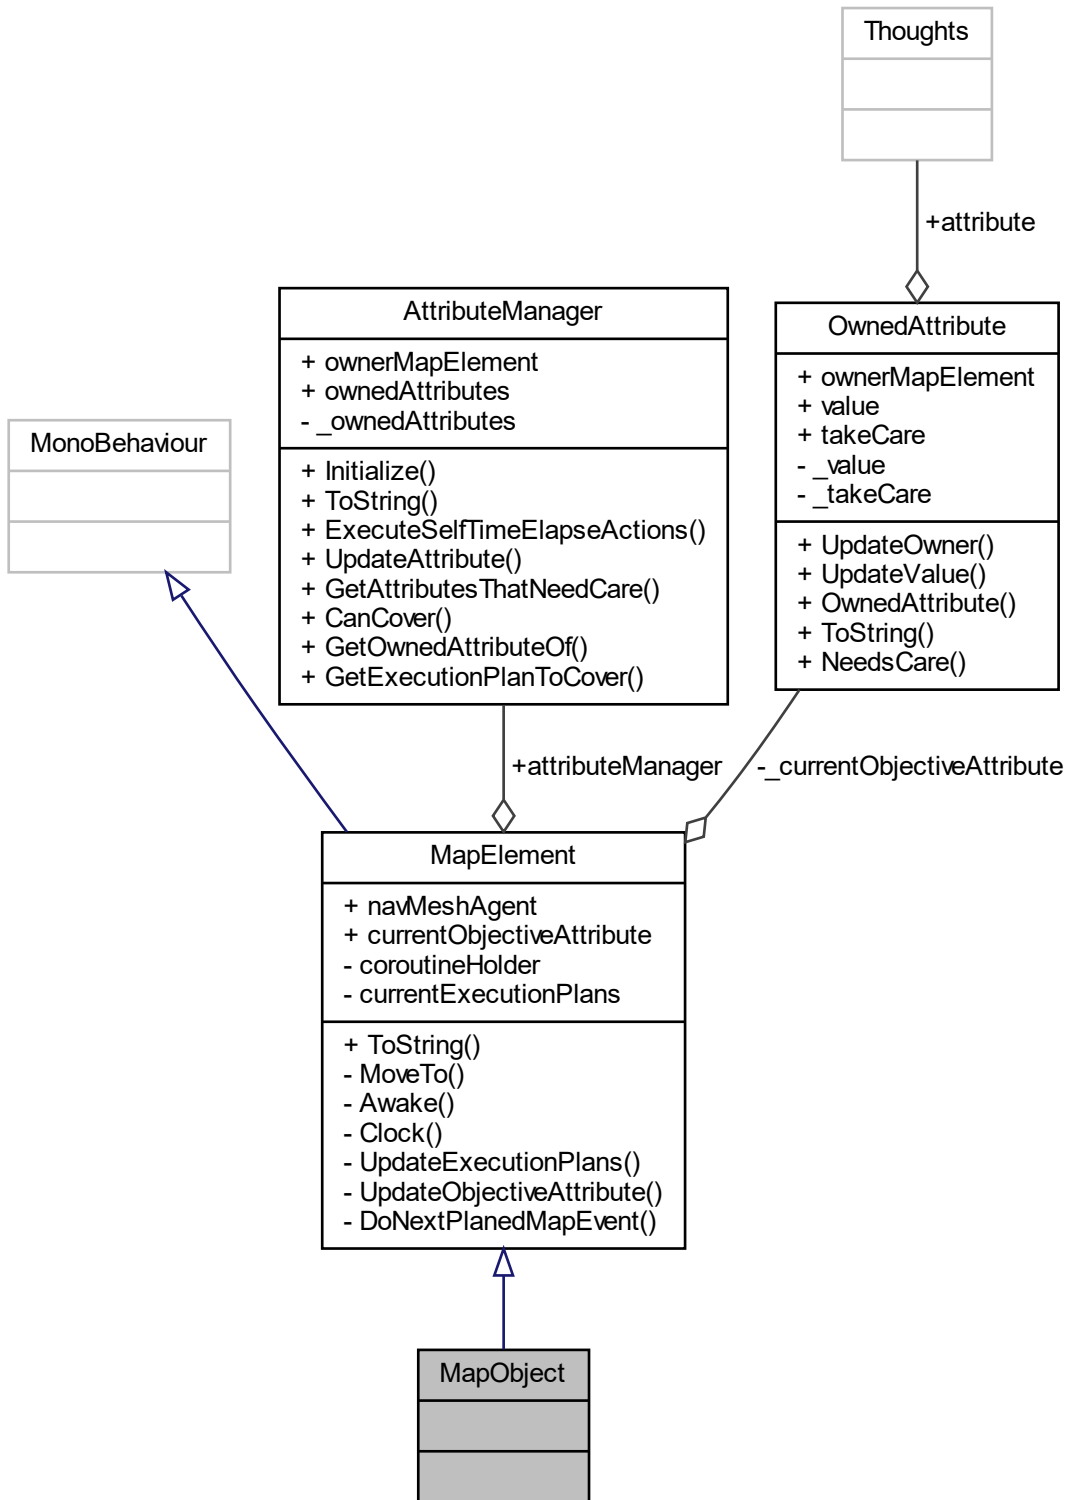 Thoughts
+attribute
AttributeManager
+ ownerMapElement
+ ownedAttributes
- _ownedAttributes
+ Initialize()
+ ToString()
+ ExecuteSelfTimeElapseActions()
+ UpdateAttribute()
+ GetAttributesThatNeedCare()
+ CanCover()
+ GetOwnedAttributeOf()
+ GetExecutionPlanToCover()
OwnedAttribute
+ ownerMapElement
+ value
+ takeCare
- _value
- _takeCare
+ UpdateOwner()
+ UpdateValue()
+ OwnedAttribute()
+ ToString()
+ NeedsCare()
MonoBehaviour
+attributeManager
-_currentObjectiveAttribute
MapElement
+ navMeshAgent
+ currentObjectiveAttribute
- coroutineHolder
- currentExecutionPlans
+ ToString()
- MoveTo()
- Awake()
- Clock()
- UpdateExecutionPlans()
- UpdateObjectiveAttribute()
- DoNextPlanedMapEvent()
MapObject